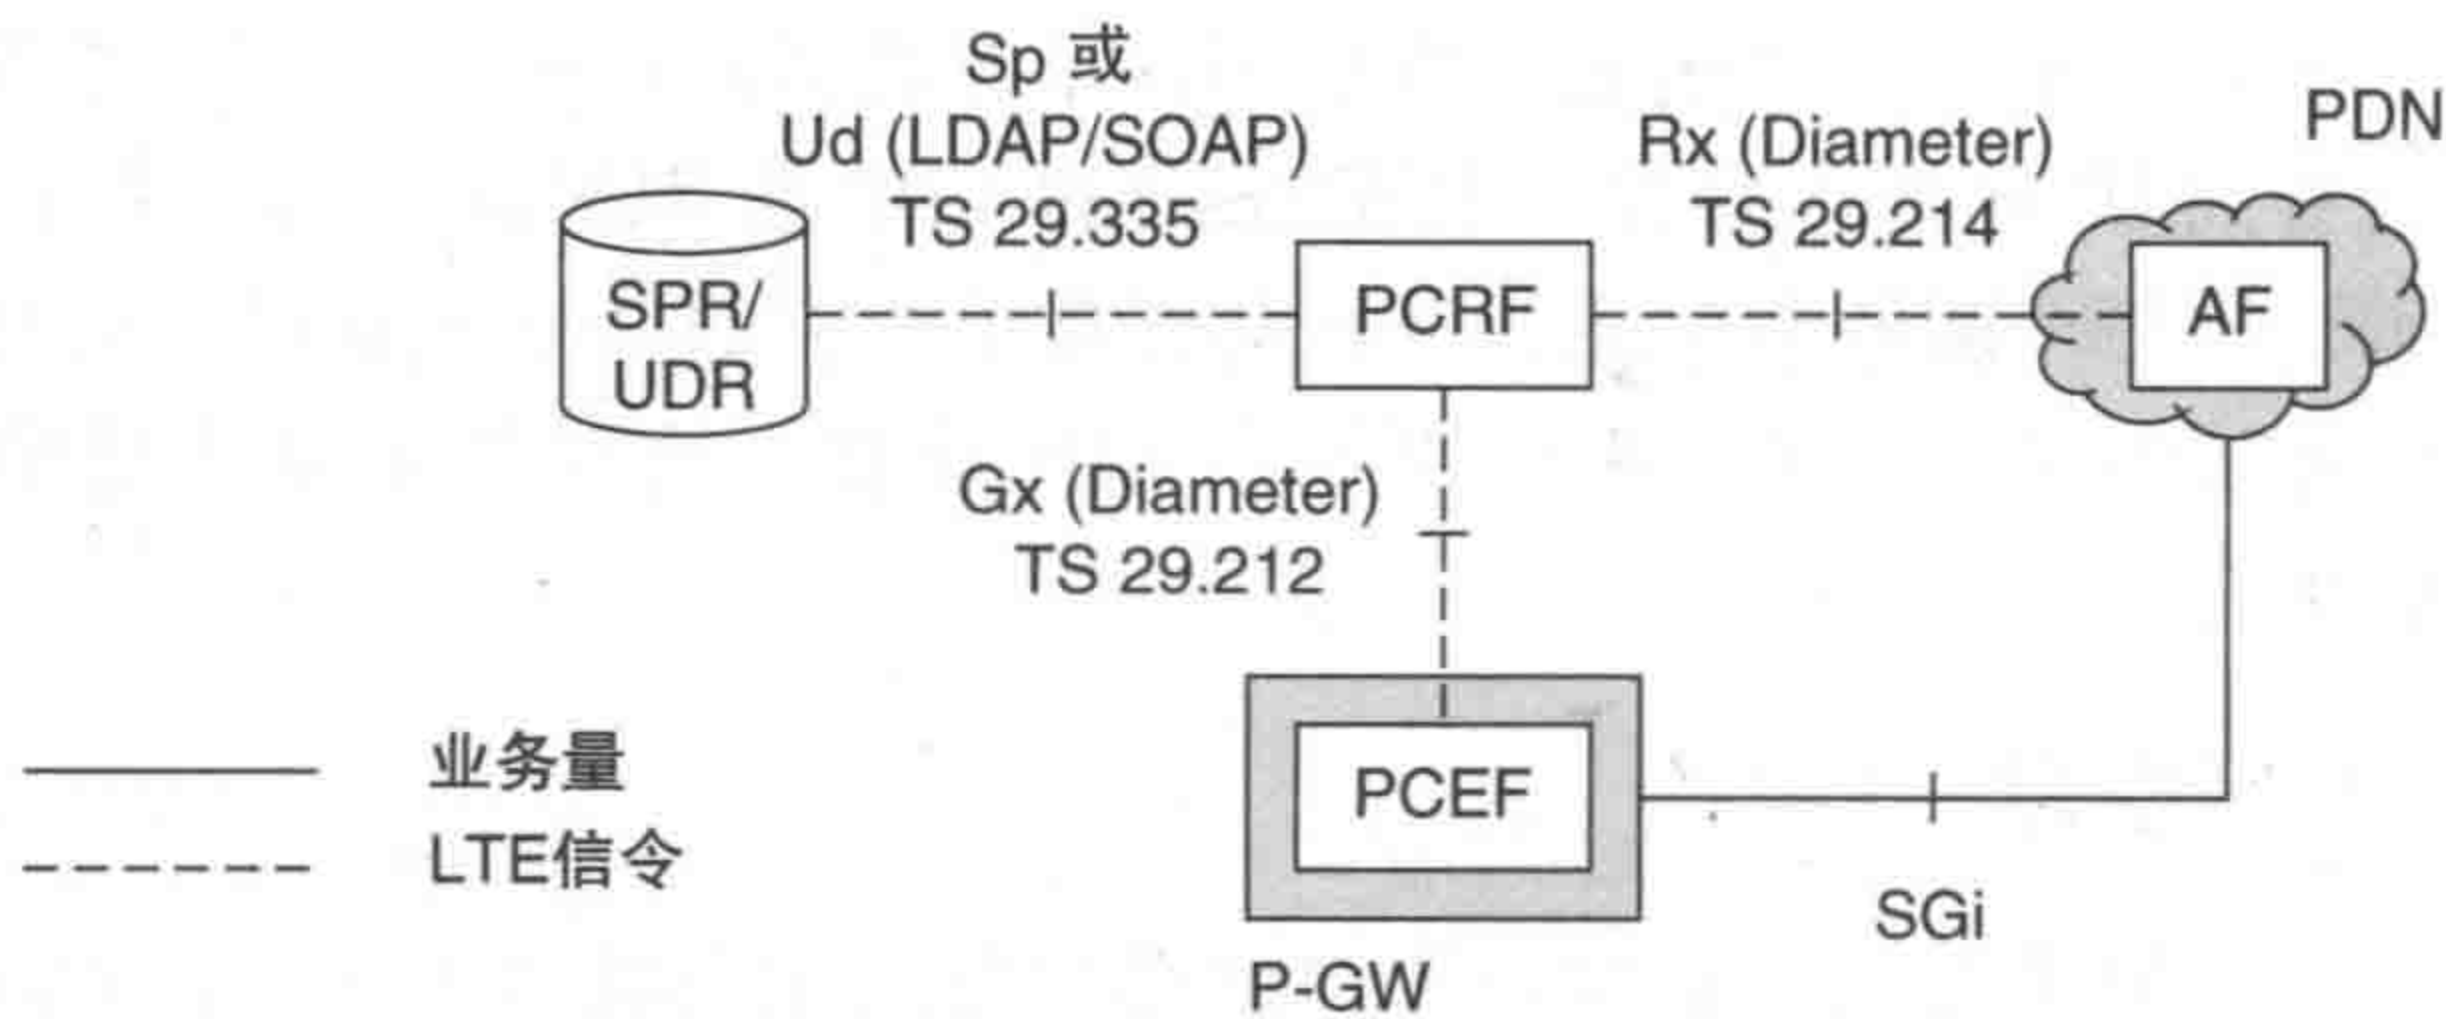 Sp 或
Ud (LDAP/SOAP)
TS 29.335
Rx (Diameter)
TS 29.214
PDN
SPR/
UDR
PCRF
AF
Gx (Diameter)
TS 29.212
PCEF
P-GW
SGi
业务量
LTE信令